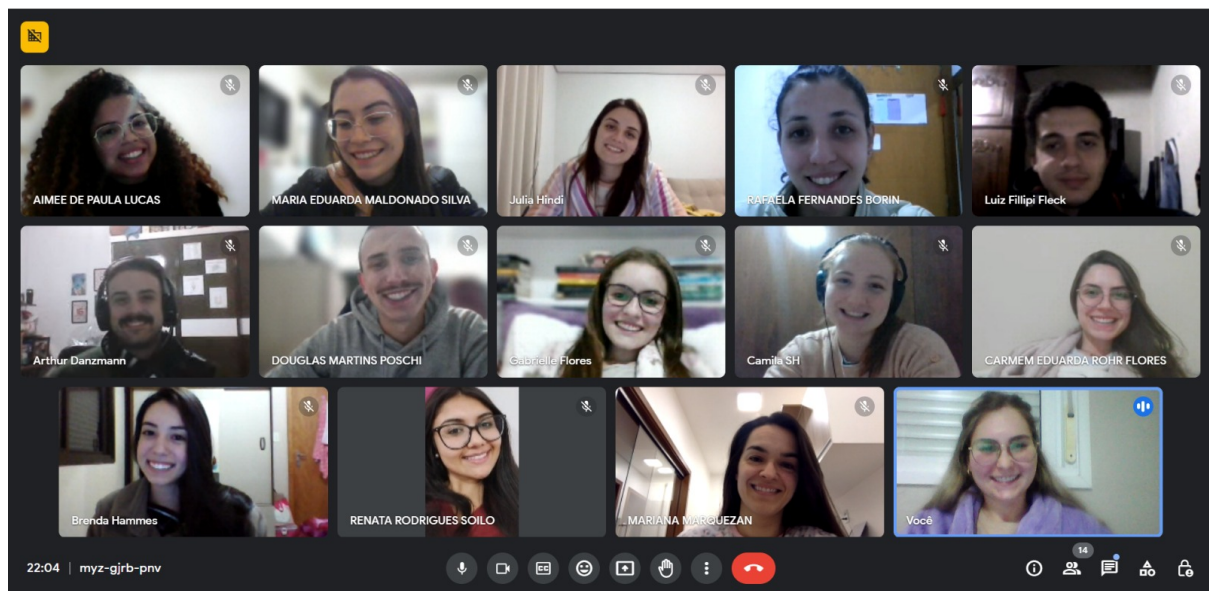 AIMEE DE PAULA LUCAS
MARIA EDUARDA MALDONADO SILVA
Julia Hindi
RAFAELA FERNANDES BORIN
Luiz Fillipi Fleck
Arthur Danzmann
DOUGLAS MARTINS POSCHI
Gabrielle Flores
Camila SH
CARMEM EDUARDA ROHR FLORES
Brenda Hammes
RENATA RODRIGUES SOILO
MARIANA MARQUEZAN
Você
22:04 | myz-gjrb-pnv
CC
14